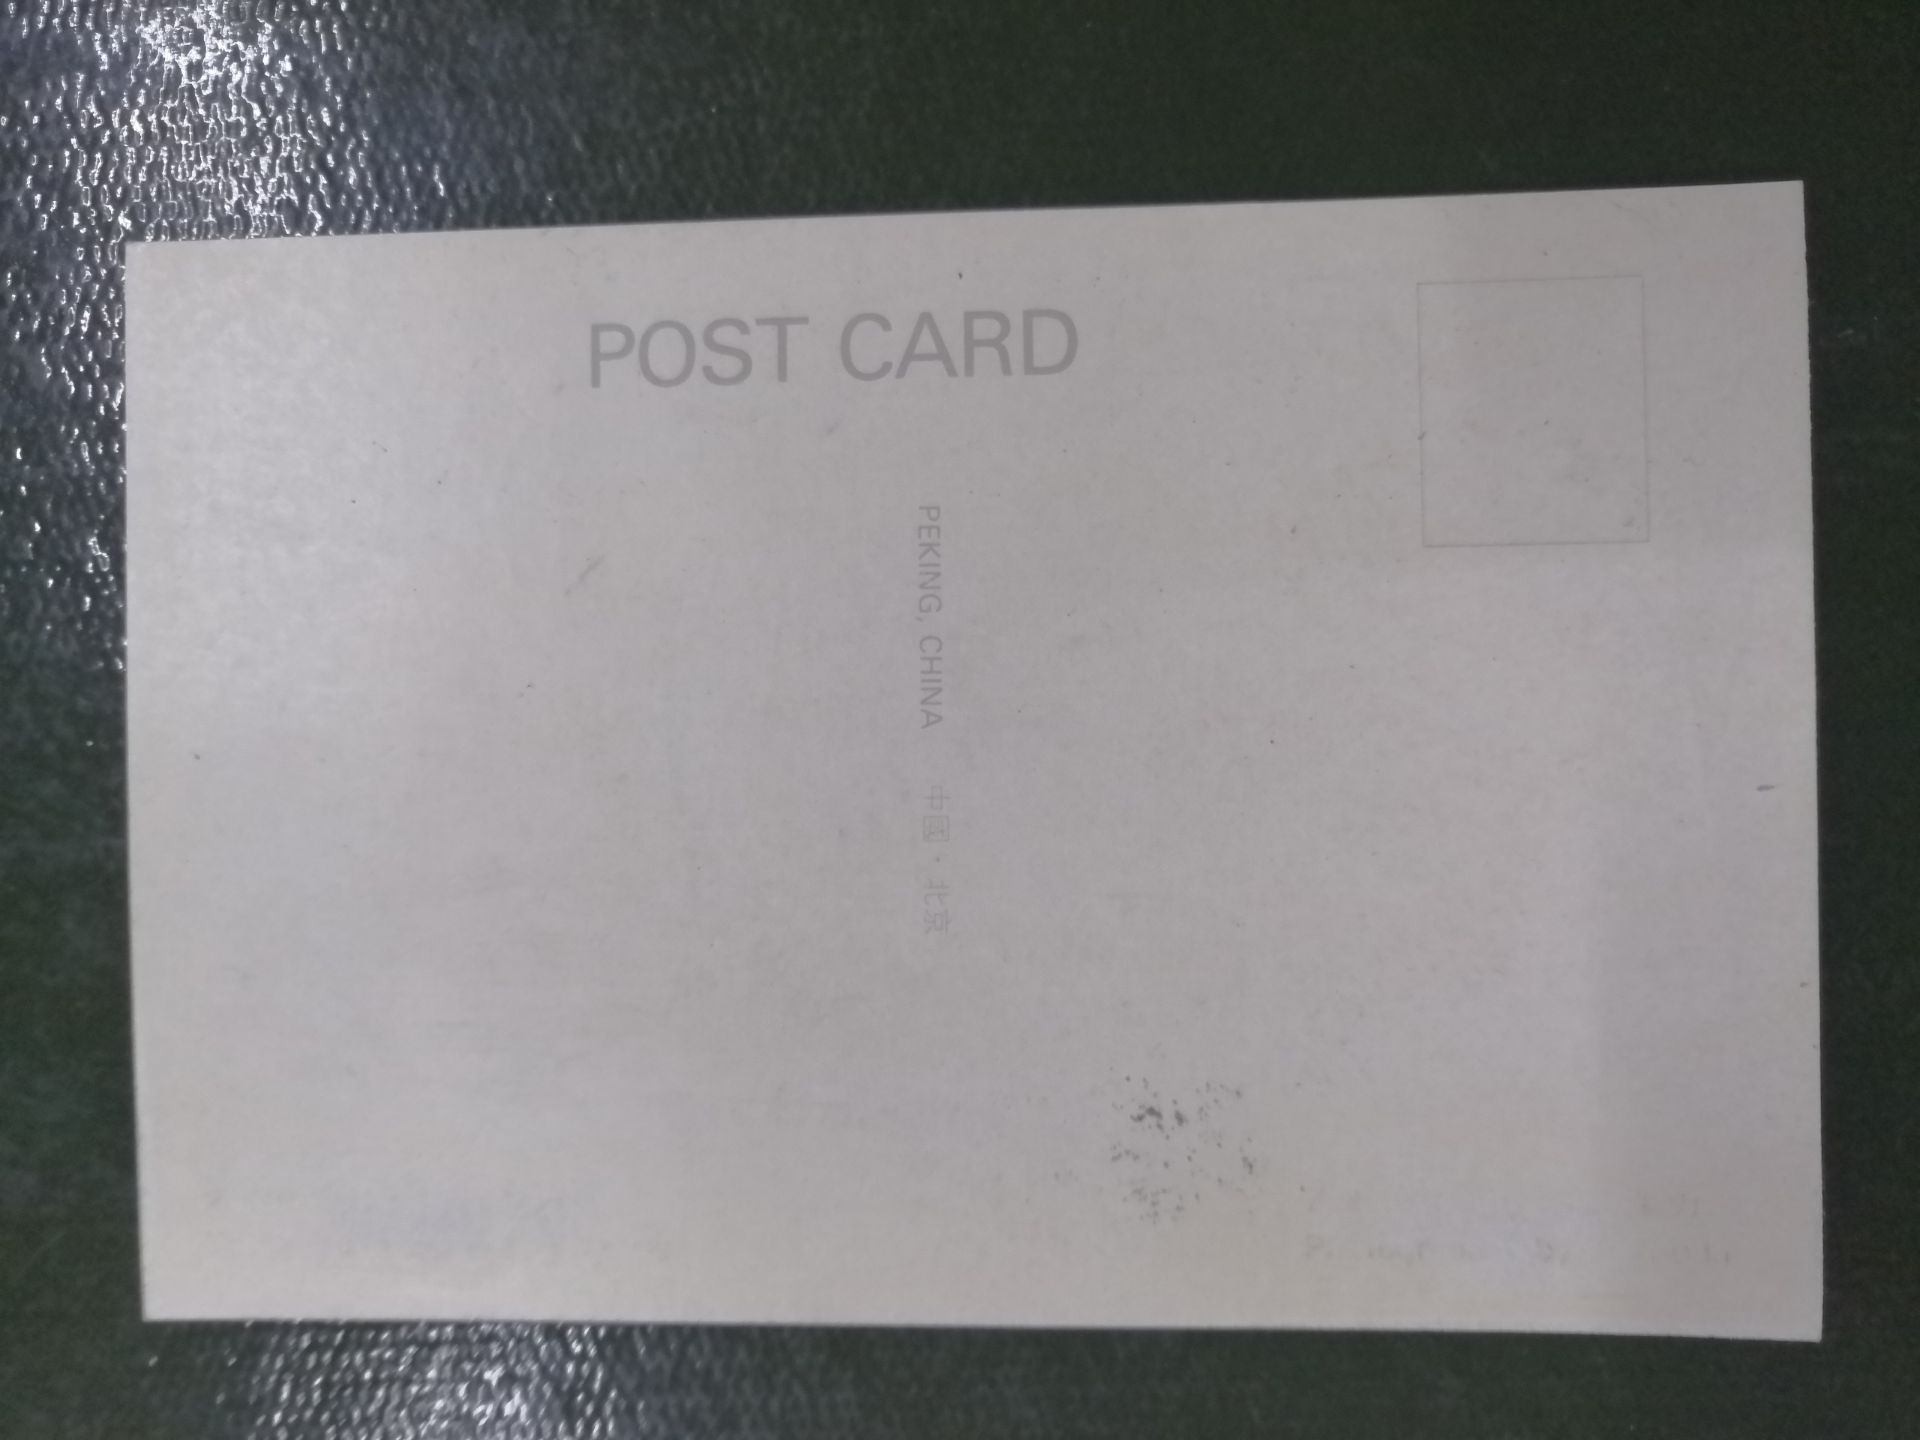 POST CARD
PEKING, CHINA 中國·北京